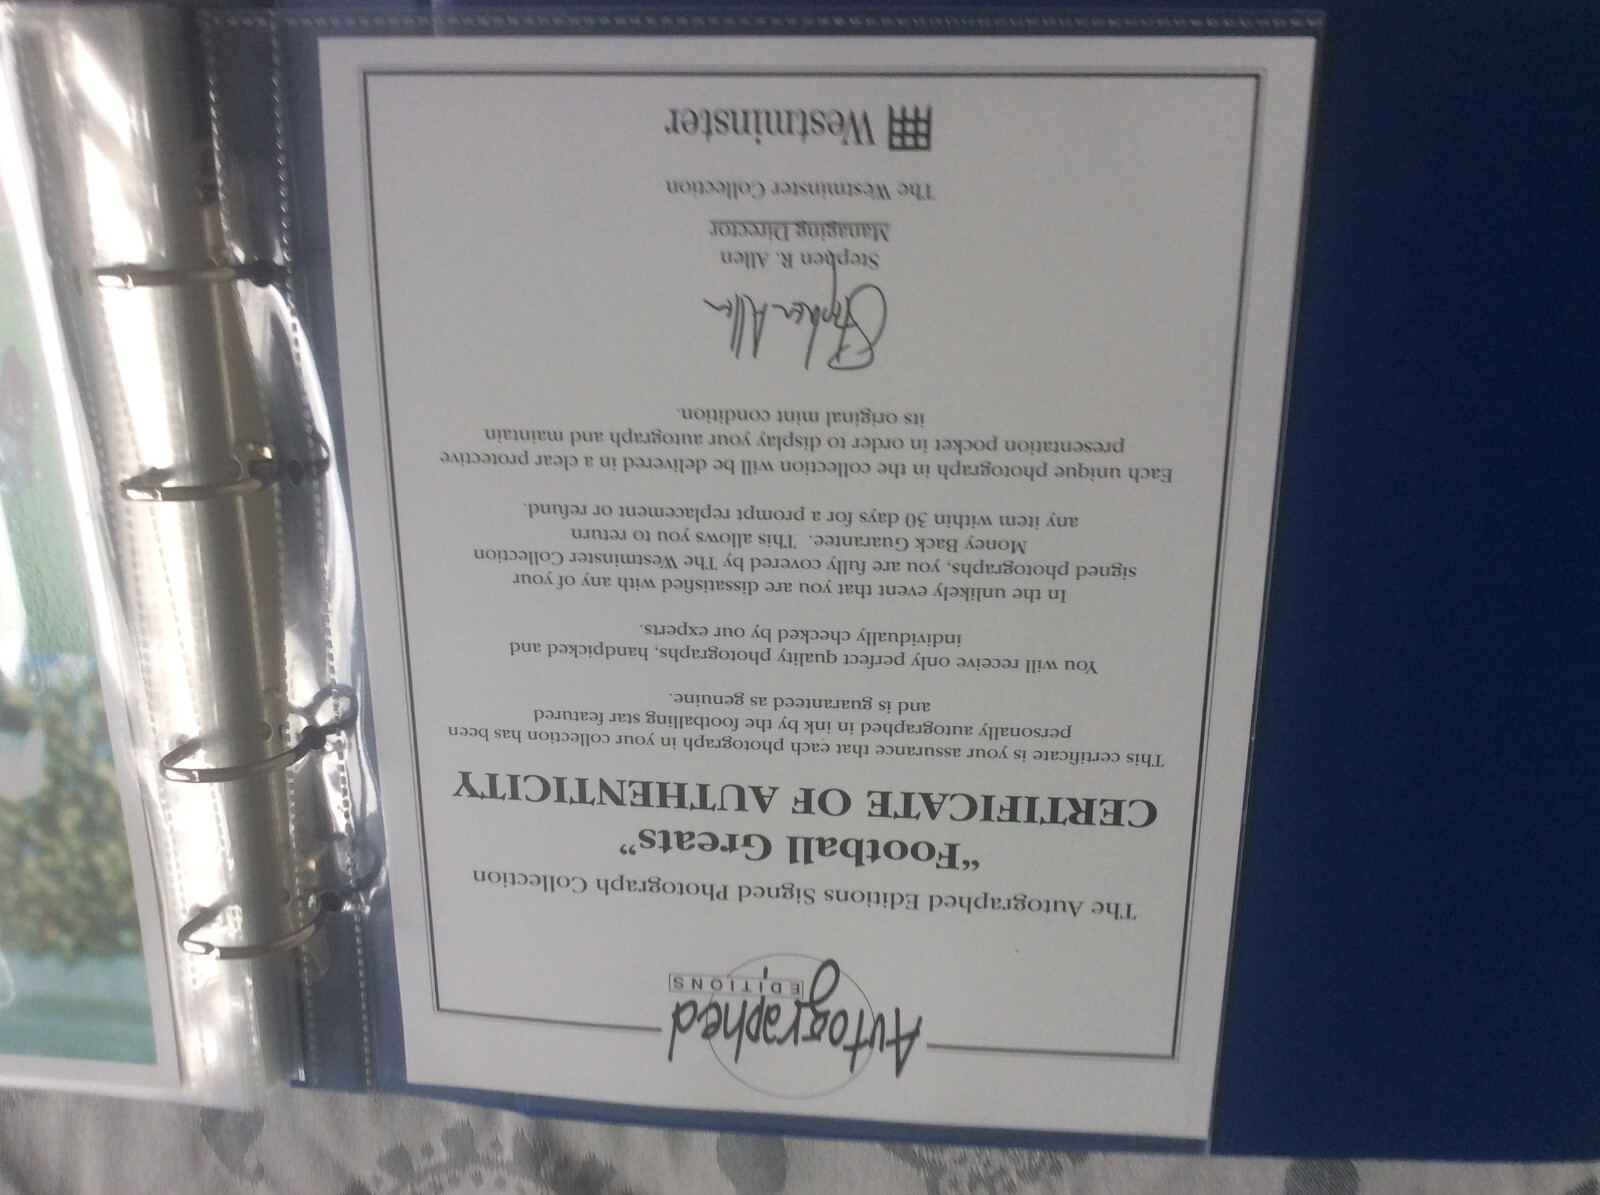 Autographed
EDITIONS
The Autographed Editions Signed Photograph Collection
“Football Greats”
CERTIFICATE OF AUTHENTICITY
This certificate is your assurance that each photograph in your collection has been
personally autographed in ink by the footballing star featured
and is guaranteed as genuine.
You will receive only perfect quality photographs, handpicked and
individually checked by our experts.
In the unlikely event that you are dissatisfied with any of your
signed photographs, you are fully covered by The Westminster Collection
Money Back Guarantee. This allows you to return
any item within 30 days for a prompt replacement or refund.
Each unique photograph in the collection will be delivered in a clear protective
presentation pocket in order to display your autograph and maintain
its original mint condition.
Stephen Allen
Stephen R. Allen
Managing Director
The Westminster Collection
Westminster